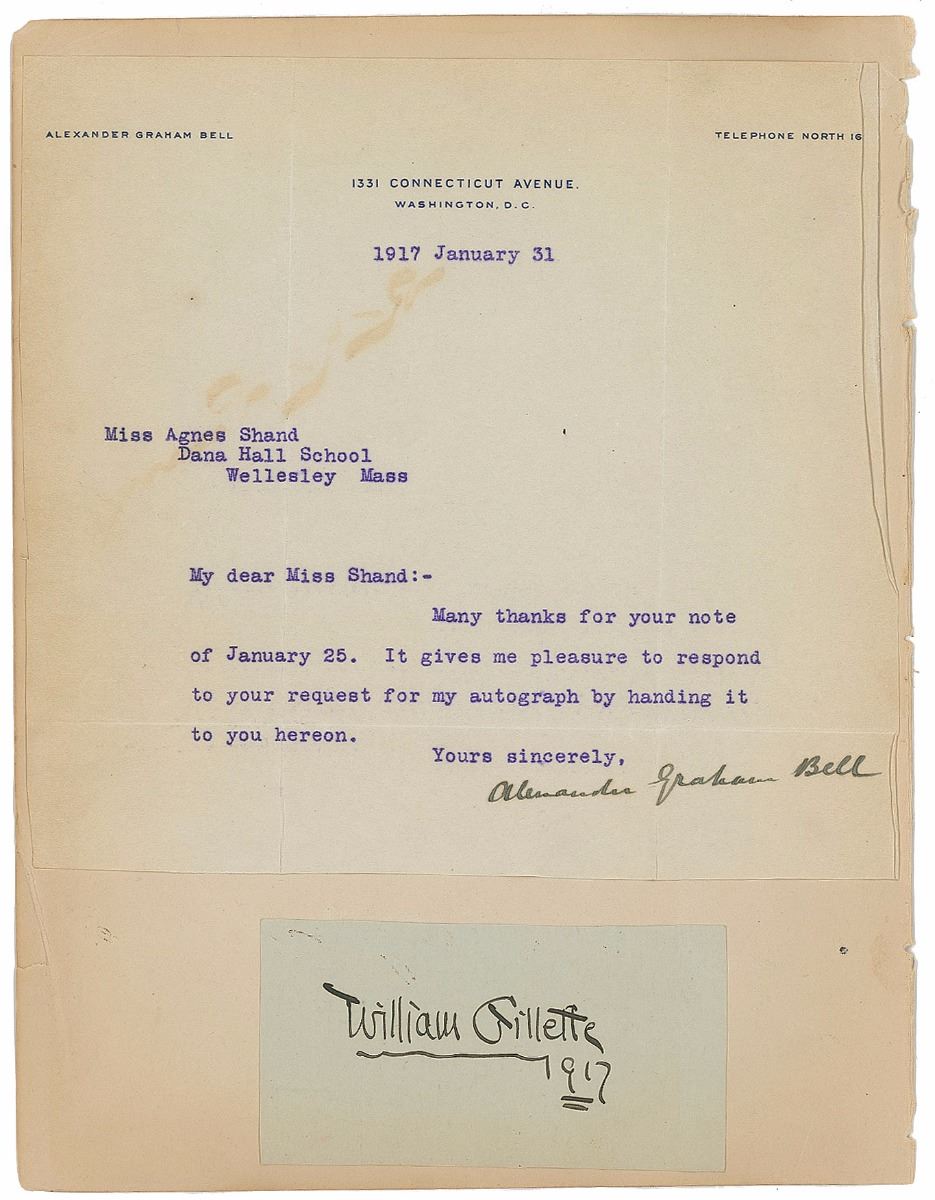 ALEXANDER GRAHAM BELL
TELEPHONE NORTH 16
1331 CONNECTICUT AVENUE.
WASHINGTON, D.C.
1917 January 31
Miss Agnes Shand
Dana Hall School
Wellesley Mass
My dear Miss Shand:-
Many thanks for your note
of January 25. It gives me pleasure to respond
to your request for my autograph by handing it
to you hereon.
Yours sincerely,
Alexander Graham Bell
William Gillette
1917